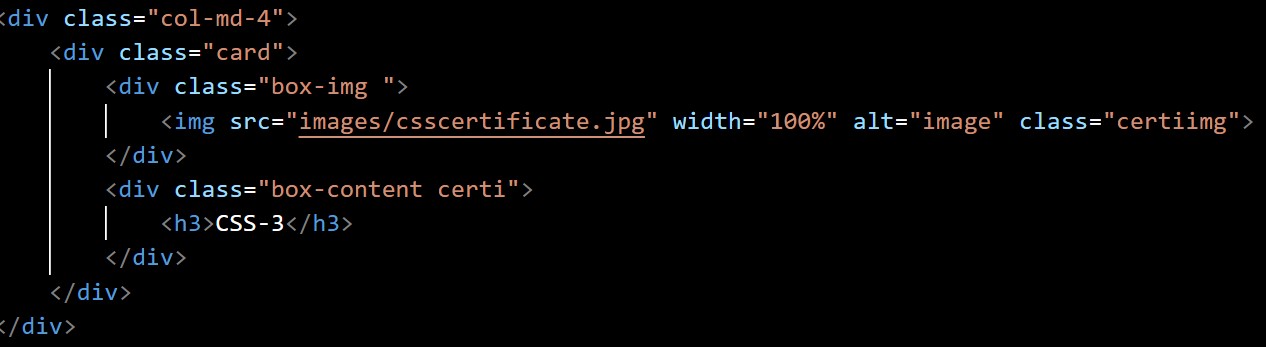 <div class="col-md-4">
<div class="card">
<div class="box-img ">
<img src="images/csscertificate.jpg" width="100%" alt="image" class="certiimg">
</div>
<div class="box-content certi">
<h3>CSS-3</h3>
</div>
</div>
</div>